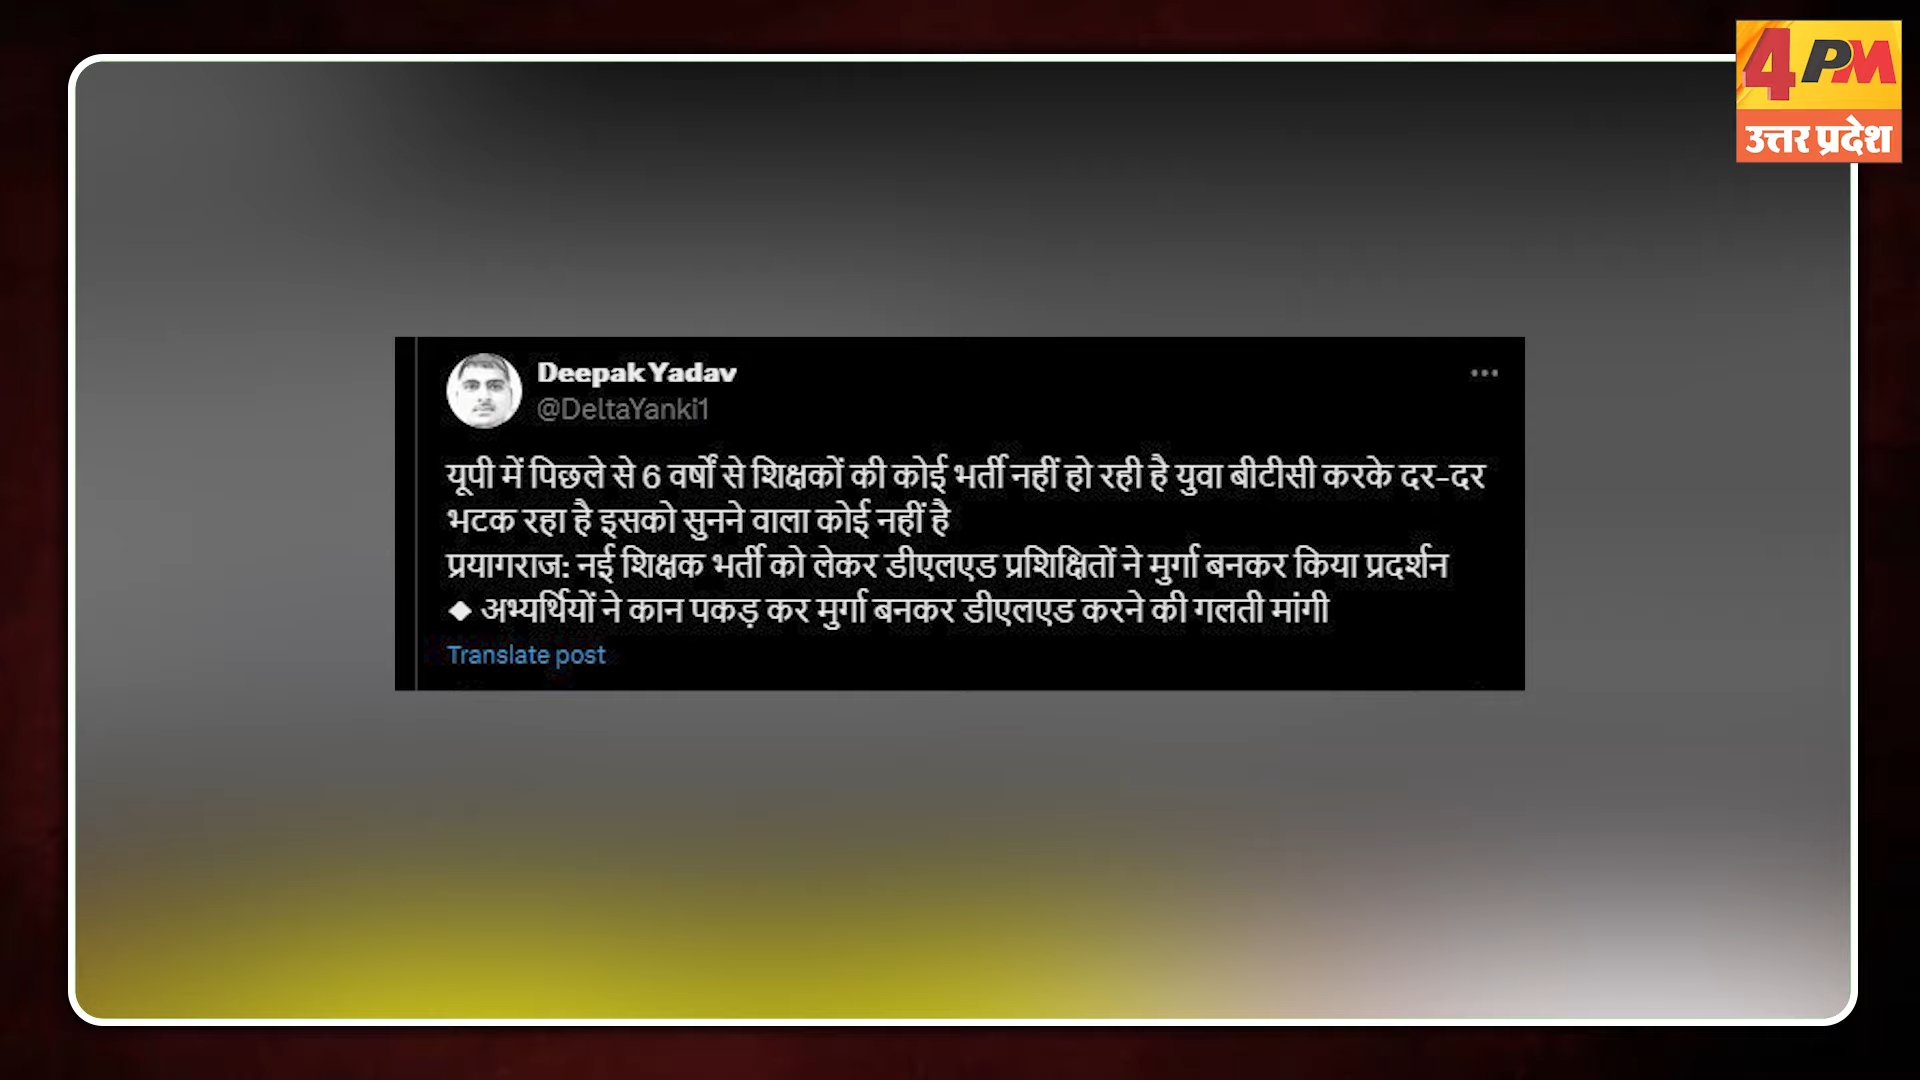 4PM
उत्तर प्रदेश
Deepak Yadav
@DeltaYanki1
यूपी में पिछले से 6 वर्षों से शिक्षकों की कोई भर्ती नहीं हो रही है युवा बीटीसी करके दर-दर
भटक रहा है इसको सुनने वाला कोई नहीं है
प्रयागराज: नई शिक्षक भर्ती को लेकर डीएलएड प्रशिक्षितों ने मुर्गा बनकर किया प्रदर्शन
◆ अभ्यर्थियों ने कान पकड़ कर मुर्गा बनकर डीएलएड करने की गलती मांगी
Translate post